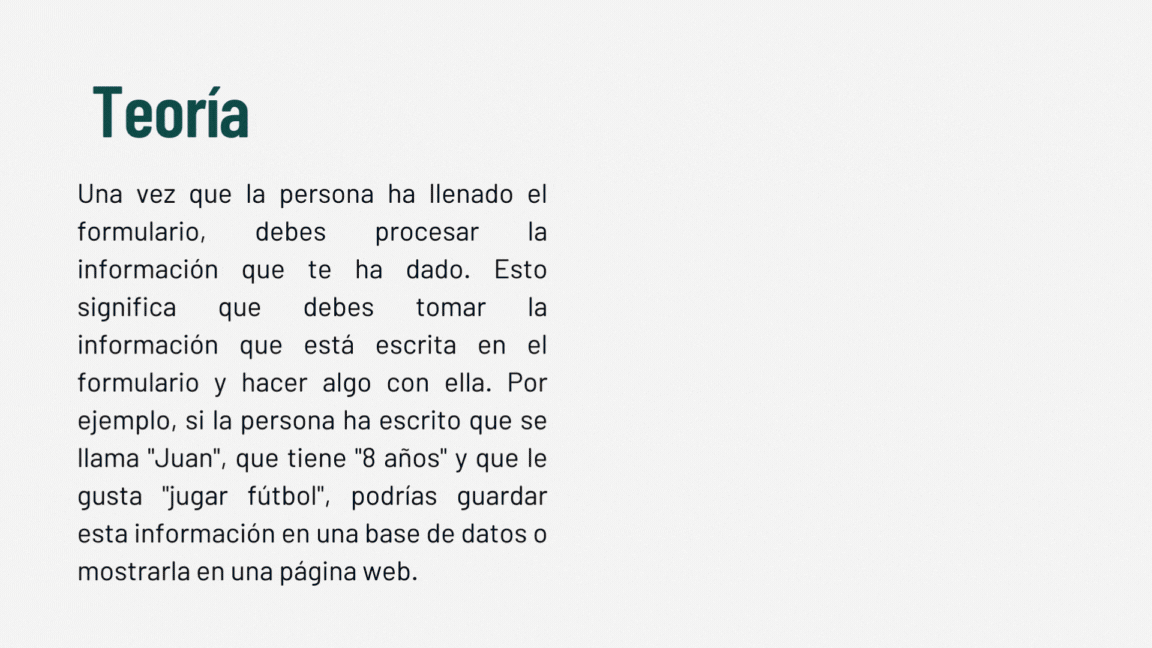 Teoría
Una vez que la persona ha llenado el
formulario, debes procesar la
información que te ha dado. Esto
significa que debes tomar la
información que está escrita en el
formulario y hacer algo con ella. Por
ejemplo, si la persona ha escrito que se
llama "Juan", que tiene "8 años" y que le
gusta "jugar fútbol", podrías guardar
esta información en una base de datos o
mostrarla en una página web.